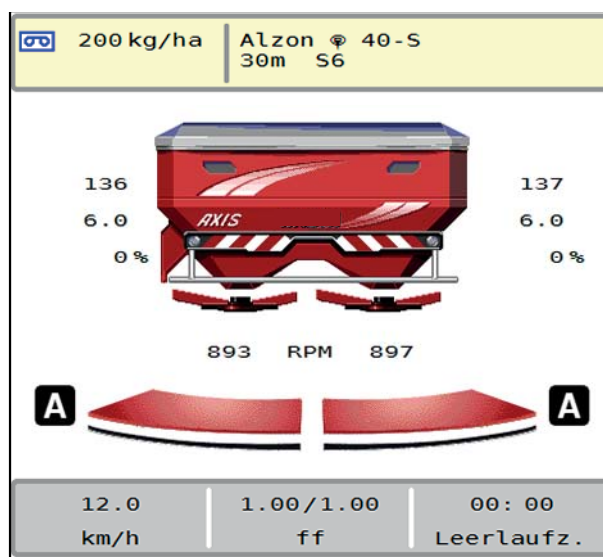 200 kg/ha
Alzon 40-S
30m S6
136
137
6.0
6.0
0 %
0 %
AXIS
893 RPM 897
A
A
12.0
1.00/1.00
00: 00
km/h
ff
Leerlaufz.